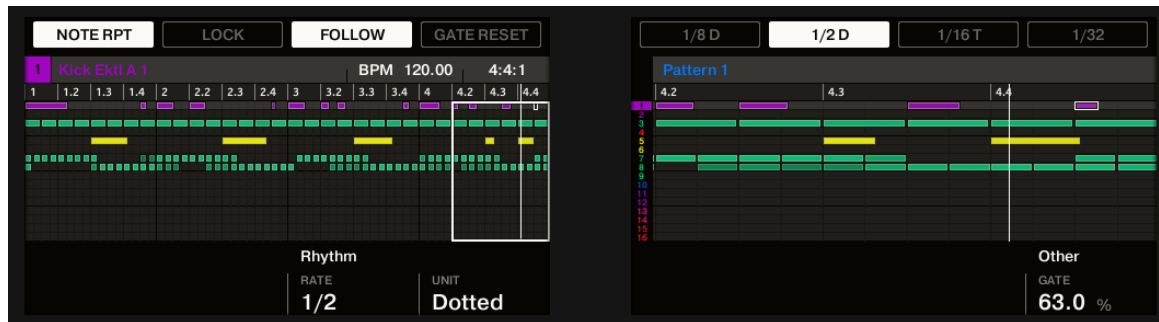 NOTE RPT LOCK FOLLOW GATE RESET
1 Kick Ektl A 1 BPM 120.00 4:4:1
1 1.2 1.3 1.4 2 2.2 2.3 2.4 3 3.2 3.3 3.4 4 4.2 4.3 4.4
Rhythm
RATE UNIT
1/2 Dotted
1/8 D 1/2 D 1/16 T 1/32
Pattern 1
4.2 4.3 4.4
1
2
3
4
5
6
7
8
9
10
11
12
13
14
15
16
Other
GATE
63.0 %